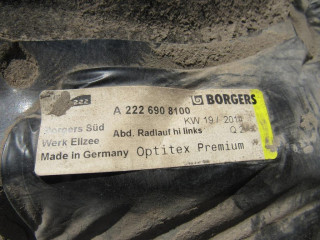 222
A 222 690 8100
BORGERS
Borgers Süd
KW 19 / 201
Werk Ellzee
Abd. Radlauf hi links
Made in Germany
Optitex Premium